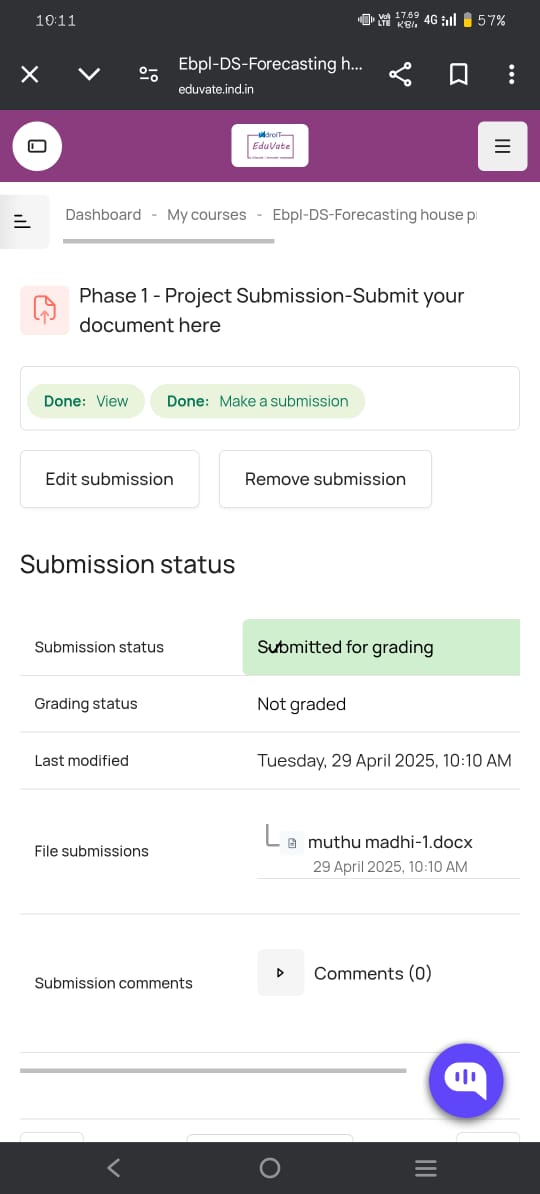 10:11
Vo)) LTE 17.69 KB/s 4G 57%
Ebpl-DS-Forecasting h...
eduvate.ind.in
EduVate
Dashboard - My courses - Ebpl-DS-Forecasting house p
Phase 1 - Project Submission-Submit your
document here
Done: View Done: Make a submission
Edit submission Remove submission
Submission status
Submission status Submitted for grading
Grading status Not graded
Last modified Tuesday, 29 April 2025, 10:10 AM
File submissions muthu madhi-1.docx
29 April 2025, 10:10 AM
Submission comments Comments (0)